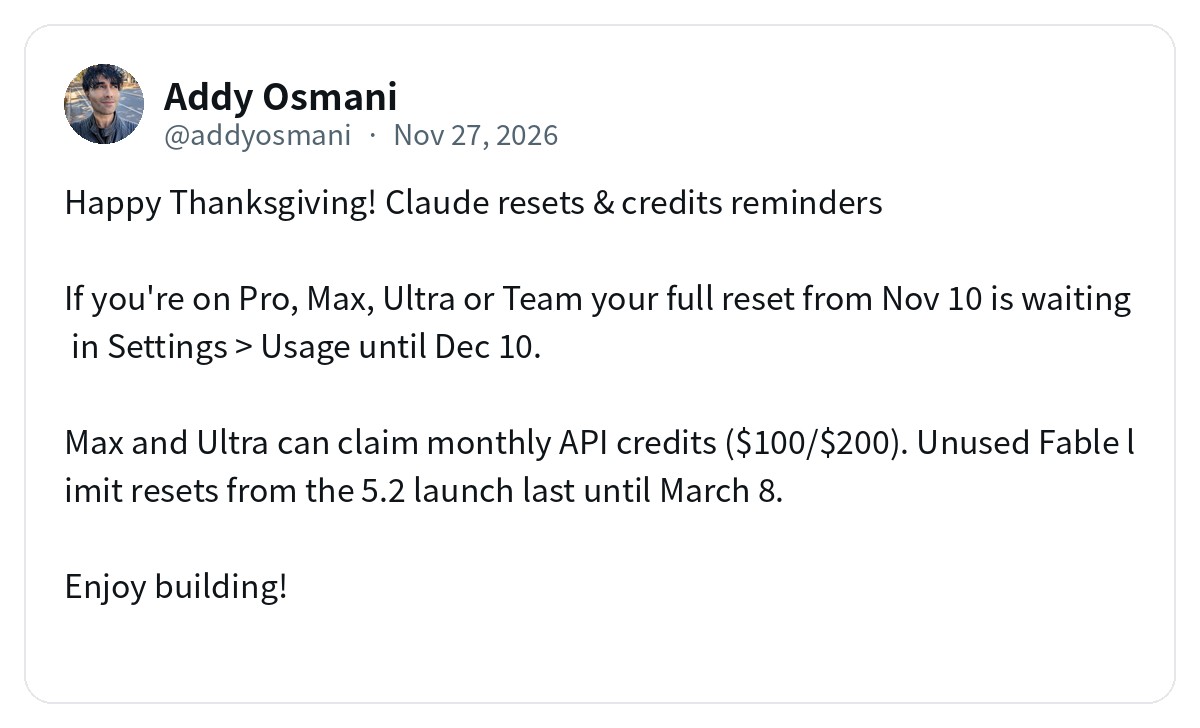 Addy Osmani
@addyosmani · Nov 27, 2026
Happy Thanksgiving! Claude resets & credits reminders
If you're on Pro, Max, Ultra or Team your full reset from Nov 10 is waiting
in Settings > Usage until Dec 10.
Max and Ultra can claim monthly API credits ($100/$200). Unused Fable l
imit resets from the 5.2 launch last until March 8.
Enjoy building!